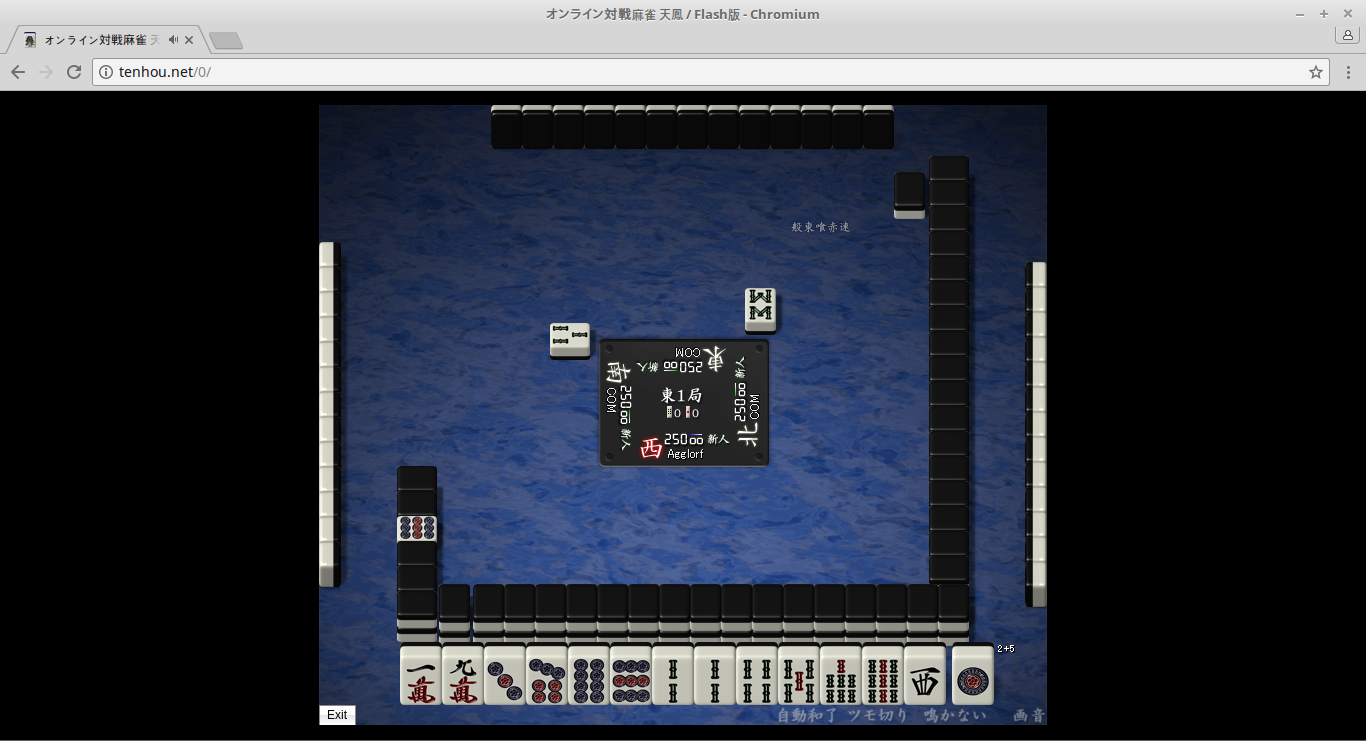 オンライン対戦麻雀 天鳳 / Flash版 - Chromium
オンライン対戦麻雀 天
tenhou.net/0/
般東喰赤速
東
COM
25000 新人
南
COM
25000 新人
東1局
0 0
北
COM
25000 新人
西
25000 新人
Agglorf
2+5
一萬
九萬
西
Exit
自動和了 ツモ切り 鳴かない 画音